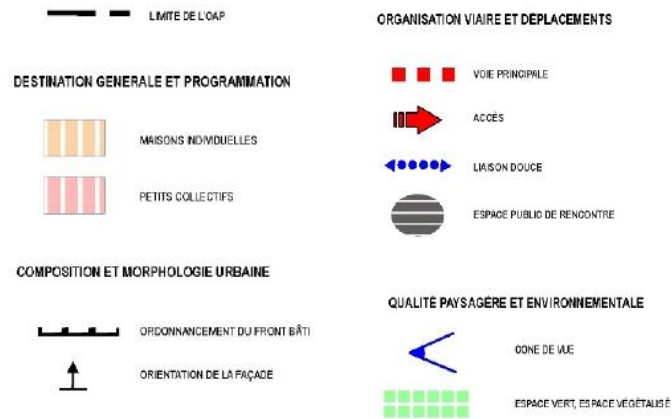 LIMITE DE L'OAP
DESTINATION GENERALE ET PROGRAMMATION
MAISONS INDIVIDUELLES
PETITS COLLECTIFS
COMPOSITION ET MORPHOLOGIE URBAINE
ORDONNANCEMENT DU FRONT BÂTI
ORIENTATION DE LA FAÇADE
ORGANISATION VIAIRE ET DÉPLACEMENTS
VOIE PRINCIPALE
ACCÈS
LIAISON DOUCE
ESPACE PUBLIC DE RENCONTRE
QUALITÉ PAYSAGÈRE ET ENVIRONNEMENTALE
CONE DE VUE
ESPACE VERT, ESPACE VÉGÉTALISÉ